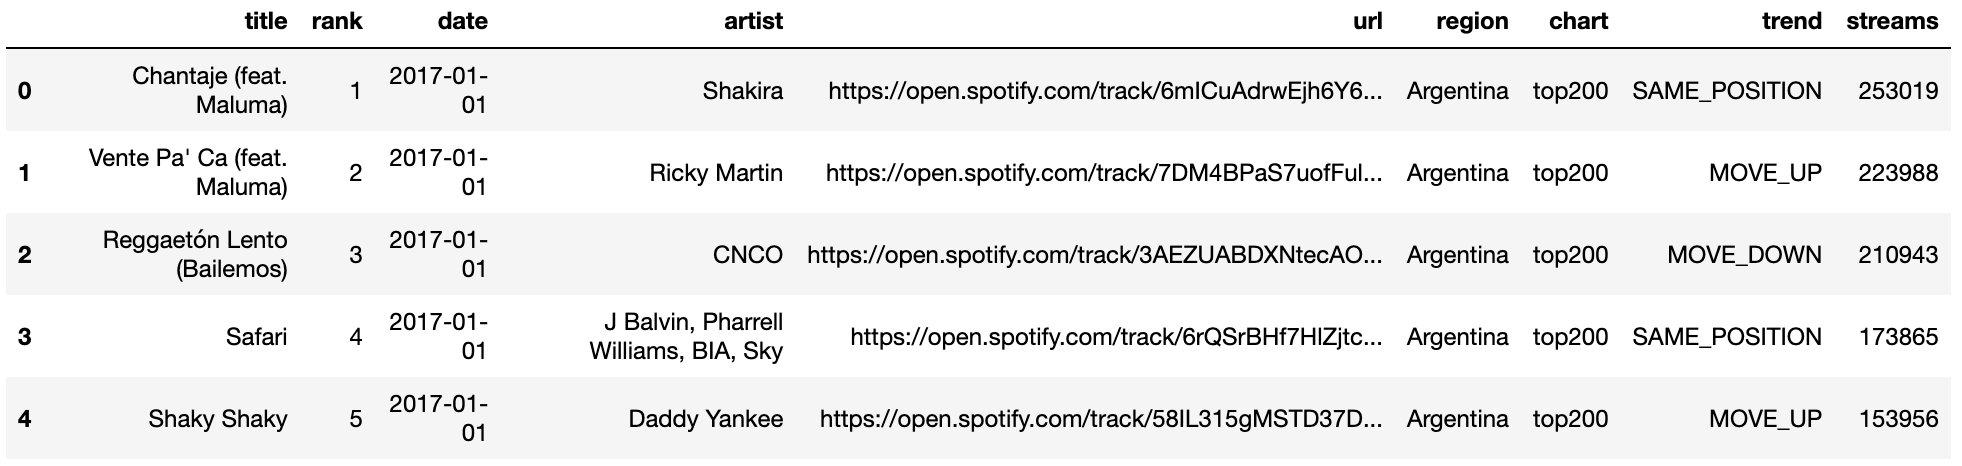 title rank date artist url region chart trend streams
0 Chantaje (feat. Maluma) 1 2017-01-01 Shakira https://open.spotify.com/track/6mICuAdrwEjh6Y6... Argentina top200 SAME_POSITION 253019
1 Vente Pa' Ca (feat. Maluma) 2 2017-01-01 Ricky Martin https://open.spotify.com/track/7DM4BPaS7uofFul... Argentina top200 MOVE_UP 223988
2 Reggaetón Lento (Bailemos) 3 2017-01-01 CNCO https://open.spotify.com/track/3AEZUABDXNtecAO... Argentina top200 MOVE_DOWN 210943
3 Safari 4 2017-01-01 J Balvin, Pharrell Williams, BIA, Sky https://open.spotify.com/track/6rQSrBHf7HlZjtc... Argentina top200 SAME_POSITION 173865
4 Shaky Shaky 5 2017-01-01 Daddy Yankee https://open.spotify.com/track/58IL315gMSTD37D... Argentina top200 MOVE_UP 153956